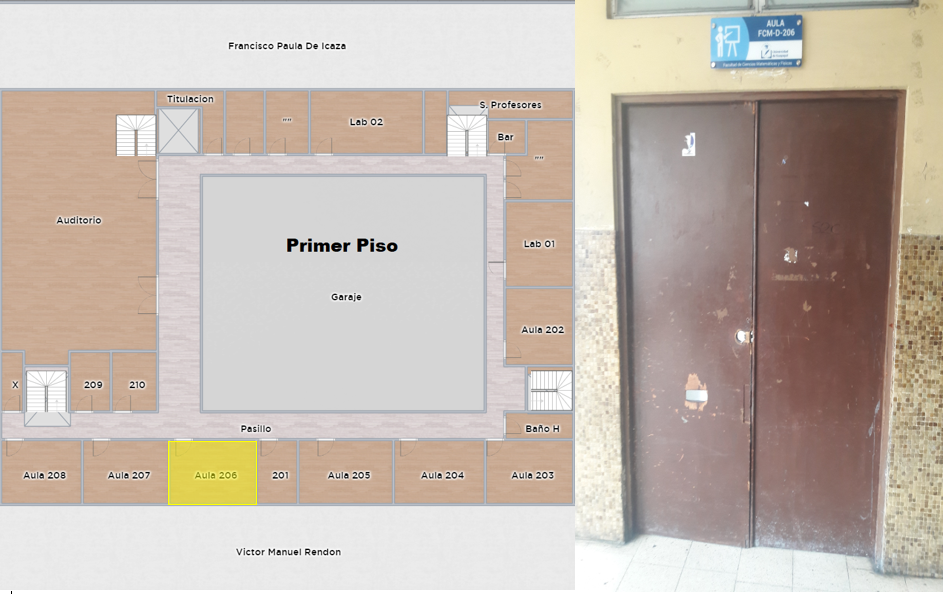 Francisco Paula De Icaza
Titulacion
""
Lab 02
S. Profesores
Bar
""
Auditorio
Primer Piso
Garaje
Lab 01
Aula 202
X
209
210
Pasillo
Baño H
Aula 208
Aula 207
Aula 206
201
Aula 205
Aula 204
Aula 203
Victor Manuel Rendon
AULA
FCM-D-206
Facultad de Ciencias Matemáticas y Físicas